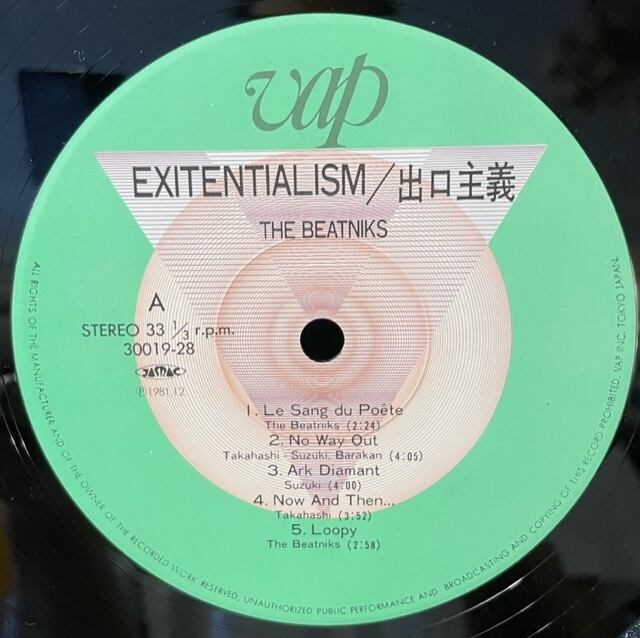 vap
EXITENTIALISM/出口主義
THE BEATNIKS
A
STEREO 33 1/3 r.p.m.
30019-28
JASRAC
Ⓟ1981.12
1. Le Sang du Poête
The Beatniks (2:24)
2. No Way Out
Takahashi - Suzuki, Barakan (4:05)
3. Ark Diamant
Suzuki (4:00)
4. Now And Then...
Takahashi (3:52)
5. Loopy
The Beatniks (2:58)
ALL RIGHTS OF THE MANUFACTURER AND OF THE OWNER OF THE RECORDED WORK RESERVED, UNAUTHORIZED PUBLIC PERFORMANCE AND BROADCASTING AND COPYING OF THIS RECORD PROHIBITED. VAP INC. TOKYO JAPAN.